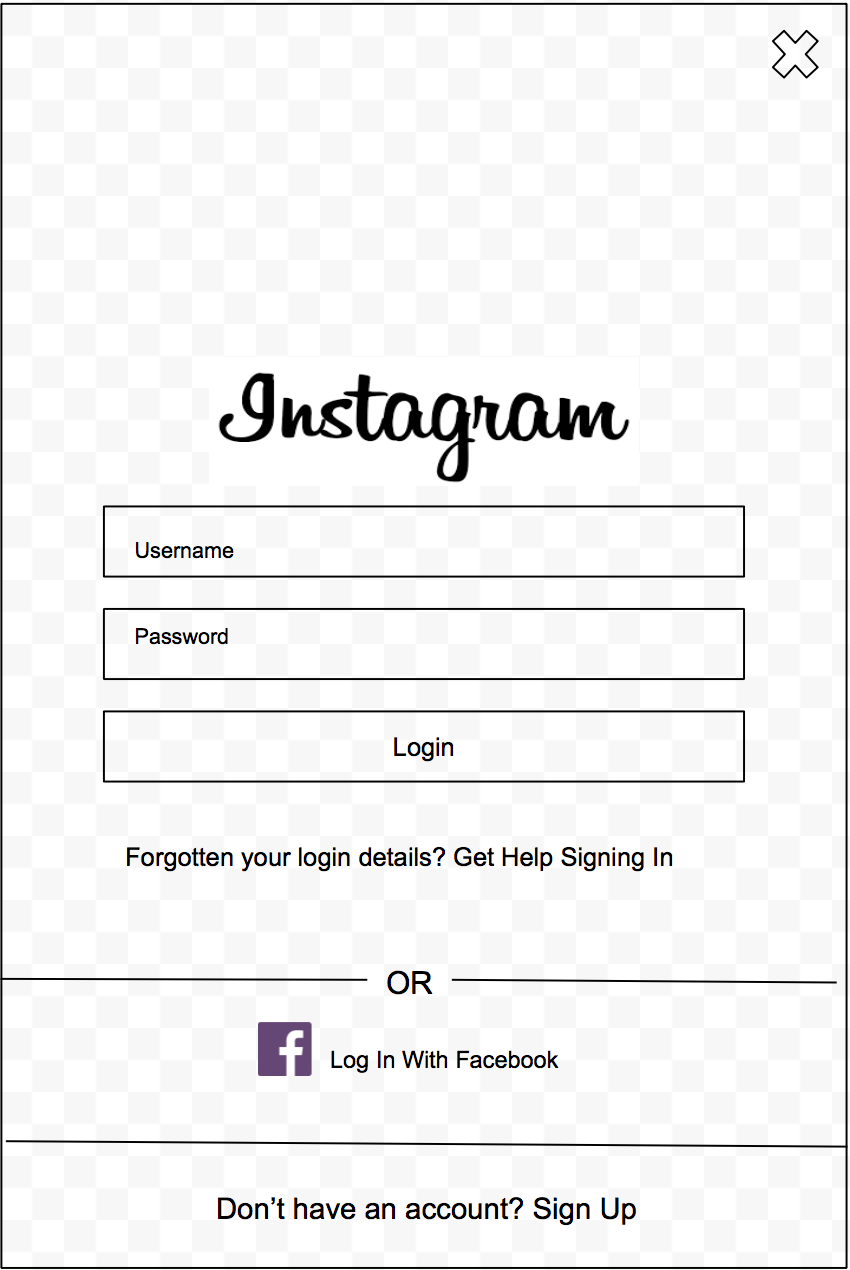 Instagram
Username
Password
Login
Forgotten your login details? Get Help Signing In
OR
Log In With Facebook
Don’t have an account? Sign Up